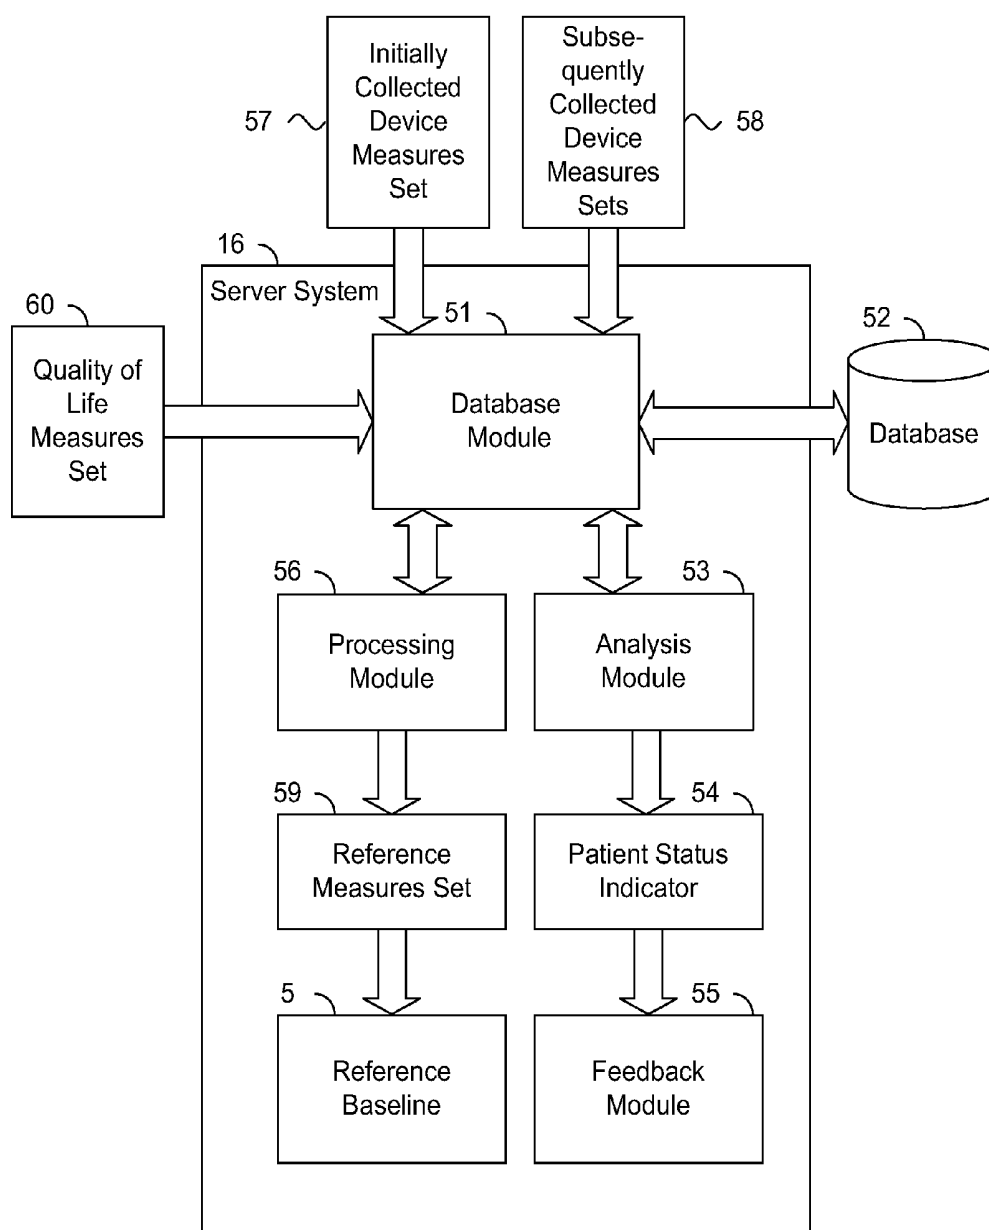 Initially
Collected
Device
Measures
Set
57
Subse-
quently
Collected
Device
Measures
Sets
58
16
Server System
60
Quality of
Life
Measures
Set
51
Database
Module
52
Database
56
Processing
Module
53
Analysis
Module
59
Reference
Measures Set
54
Patient Status
Indicator
5
Reference
Baseline
55
Feedback
Module